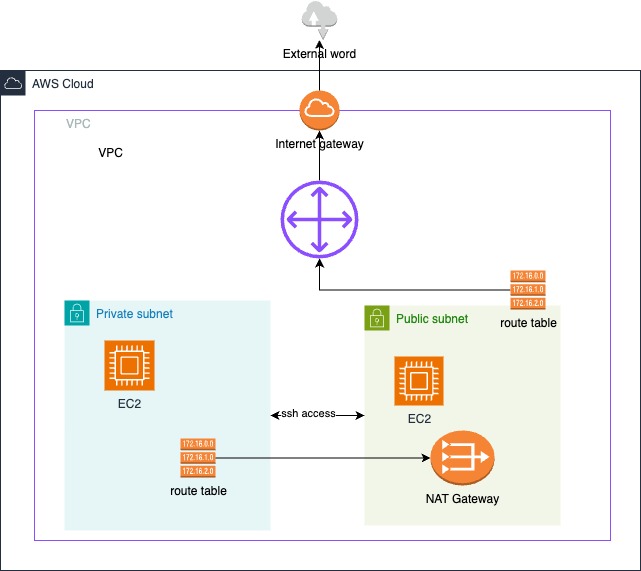 External word
AWS Cloud
VPC
VPC
Internet gateway
172.16.0.0
172.16.1.0
172.16.2.0
route table
Private subnet
Public subnet
EC2
EC2
ssh access
172.16.0.0
172.16.1.0
172.16.2.0
route table
NAT Gateway